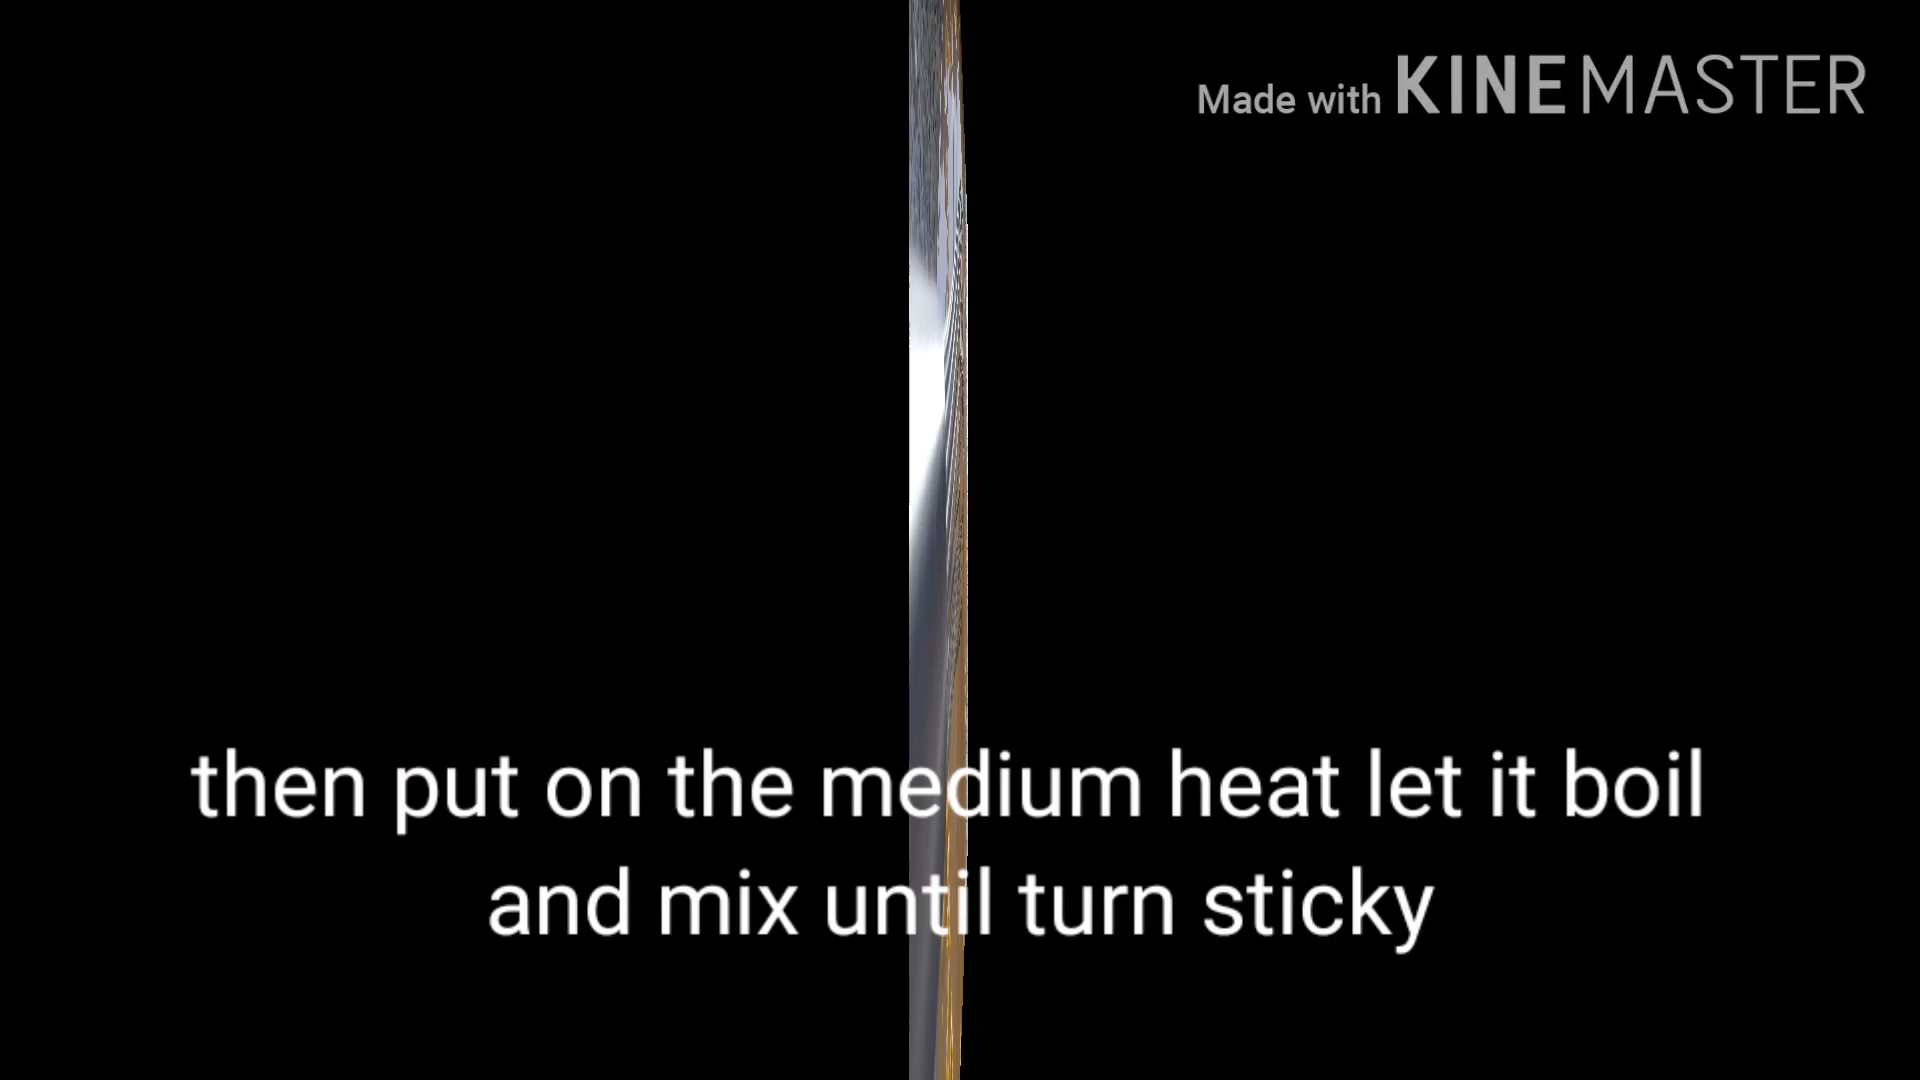 Made with KINEMASTER
then put on the medium heat let it boil
and mix until turn sticky